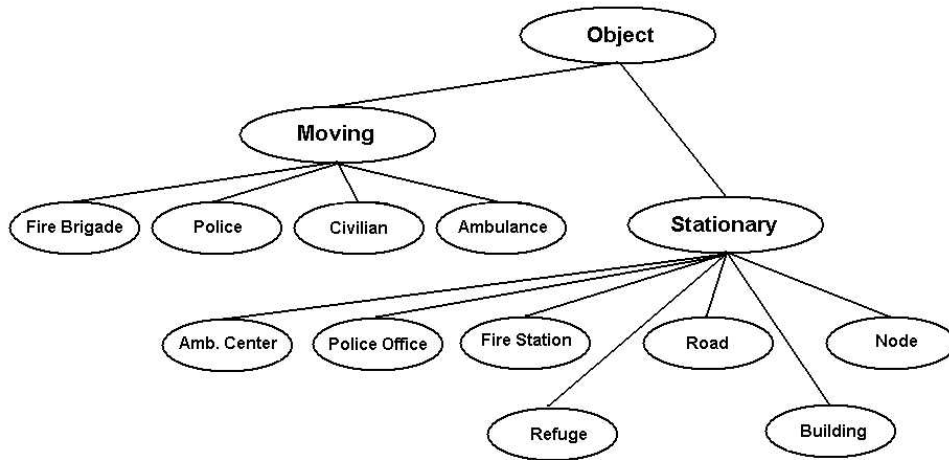 Object
Moving
Fire Brigade
Police
Civilian
Ambulance
Stationary
Amb. Center
Police Office
Fire Station
Road
Node
Refuge
Building